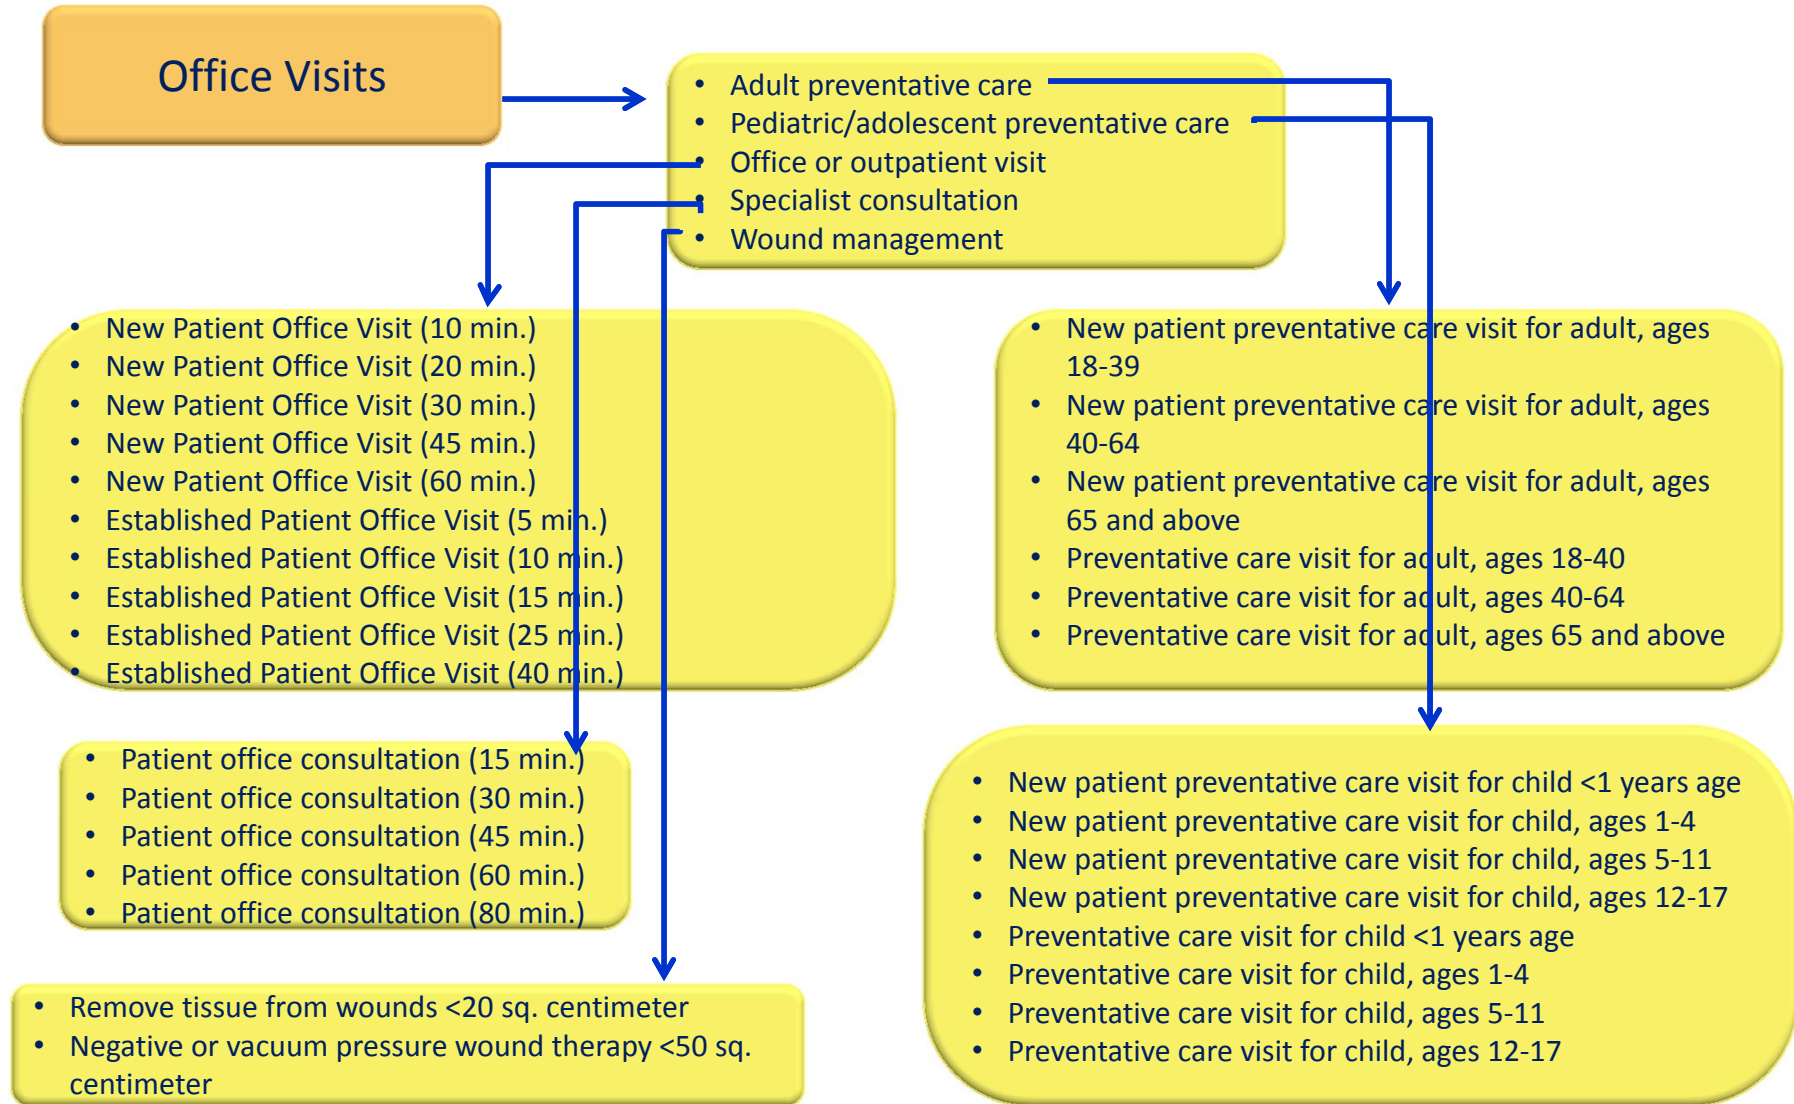 Office Visits
• Adult preventative care
• Pediatric/adolescent preventative care
• Office or outpatient visit
• Specialist consultation
• Wound management
• New Patient Office Visit (10 min.)
• New Patient Office Visit (20 min.)
• New Patient Office Visit (30 min.)
• New Patient Office Visit (45 min.)
• New Patient Office Visit (60 min.)
• Established Patient Office Visit (5 min.)
• Established Patient Office Visit (10 min.)
• Established Patient Office Visit (15 min.)
• Established Patient Office Visit (25 min.)
• Established Patient Office Visit (40 min.)
• New patient preventative care visit for adult, ages
18-39
• New patient preventative care visit for adult, ages
40-64
• New patient preventative care visit for adult, ages
65 and above
• Preventative care visit for adult, ages 18-40
• Preventative care visit for adult, ages 40-64
• Preventative care visit for adult, ages 65 and above
• Patient office consultation (15 min.)
• Patient office consultation (30 min.)
• Patient office consultation (45 min.)
• Patient office consultation (60 min.)
• Patient office consultation (80 min.)
• New patient preventative care visit for child <1 years age
• New patient preventative care visit for child, ages 1-4
• New patient preventative care visit for child, ages 5-11
• New patient preventative care visit for child, ages 12-17
• Preventative care visit for child <1 years age
• Preventative care visit for child, ages 1-4
• Preventative care visit for child, ages 5-11
• Preventative care visit for child, ages 12-17
• Remove tissue from wounds <20 sq. centimeter
• Negative or vacuum pressure wound therapy <50 sq.
centimeter